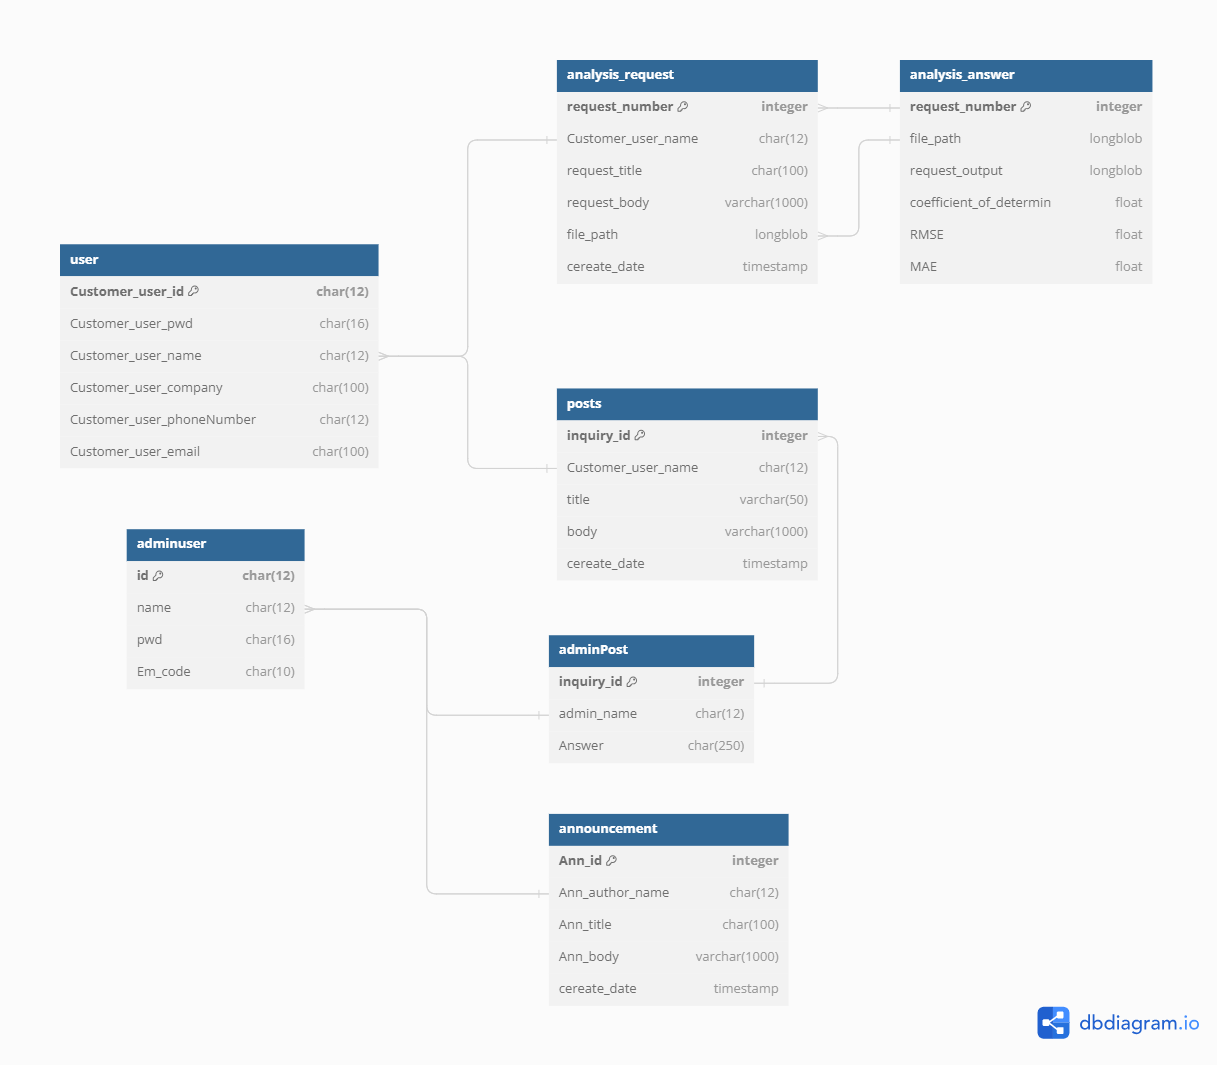 analysis_request
request_number integer
Customer_user_name char(12)
request_title char(100)
request_body varchar(1000)
file_path longblob
cereate_date timestamp
analysis_answer
request_number integer
file_path longblob
request_output longblob
coefficient_of_determin float
RMSE float
MAE float
user
Customer_user_id char(12)
Customer_user_pwd char(16)
Customer_user_name char(12)
Customer_user_company char(100)
Customer_user_phoneNumber char(12)
Customer_user_email char(100)
posts
inquiry_id integer
Customer_user_name char(12)
title varchar(50)
body varchar(1000)
cereate_date timestamp
adminuser
id char(12)
name char(12)
pwd char(16)
Em_code char(10)
adminPost
inquiry_id integer
admin_name char(12)
Answer char(250)
announcement
Ann_id integer
Ann_author_name char(12)
Ann_title char(100)
Ann_body varchar(1000)
cereate_date timestamp
dbdiagram.io